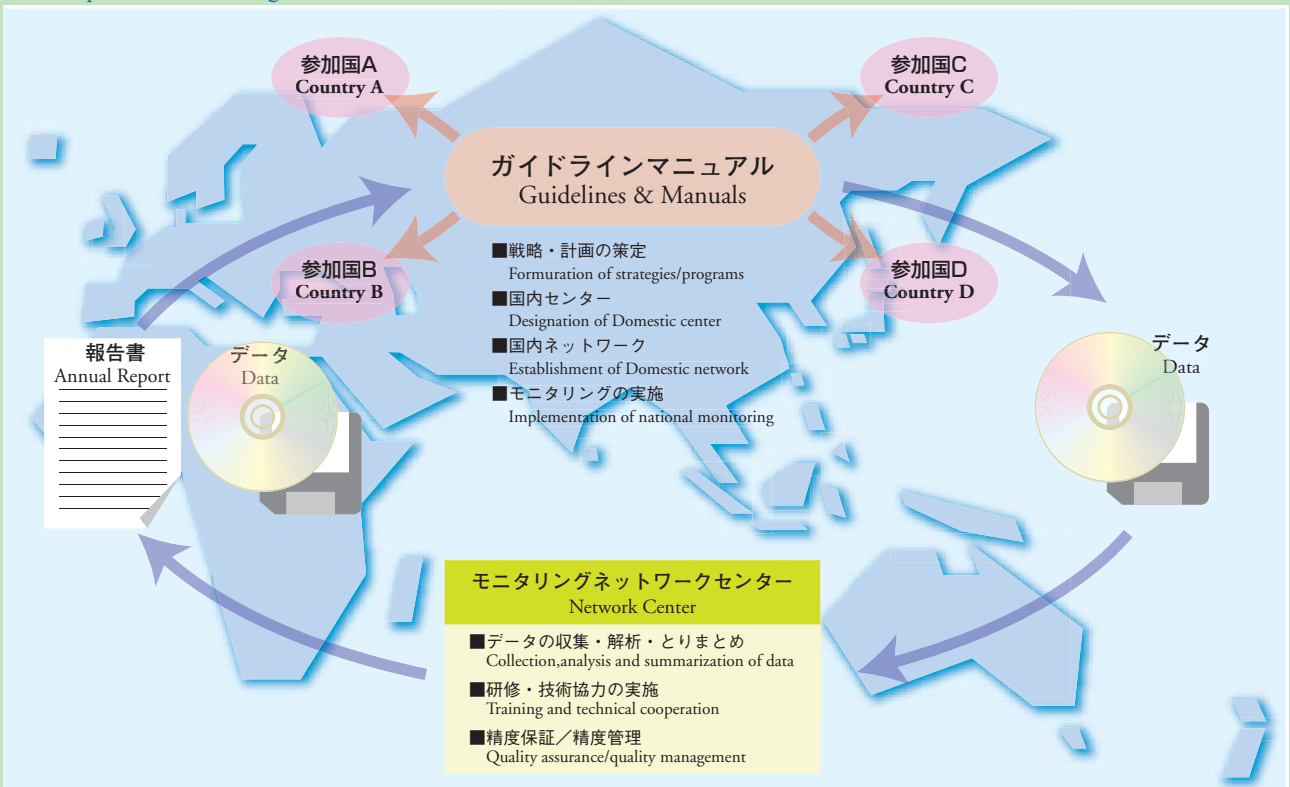 参加国A
Country A
参加国C
Country C
ガイドラインマニュアル
Guidelines & Manuals
参加国B
Country B
参加国D
Country D
■戦略・計画の策定
Formuration of strategies/programs
■国内センター
Designation of Domestic center
■国内ネットワーク
Establishment of Domestic network
■モニタリングの実施
Implementation of national monitoring
報告書
Annual Report
データ
Data
データ
Data
モニタリングネットワークセンター
Network Center
■データの収集・解析・とりまとめ
Collection,analysis and summarization of data
■研修・技術協力の実施
Training and technical cooperation
■精度保証／精度管理
Quality assurance/quality management